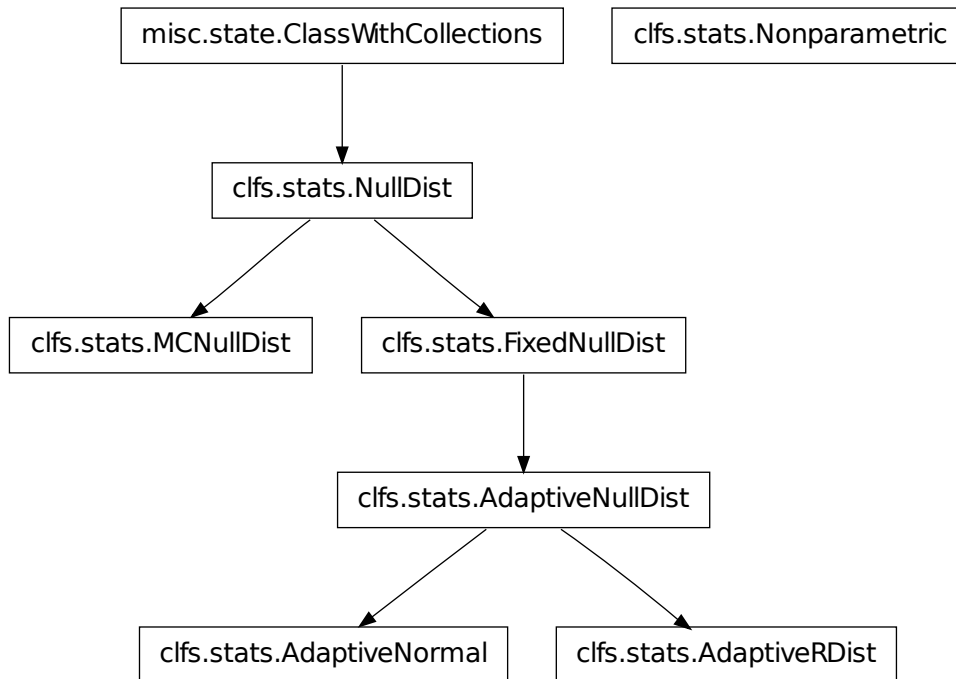 misc.state.ClassWithCollections
clfs.stats.Nonparametric
clfs.stats.NullDist
clfs.stats.MCNullDist
clfs.stats.FixedNullDist
clfs.stats.AdaptiveNullDist
clfs.stats.AdaptiveNormal
clfs.stats.AdaptiveRDist